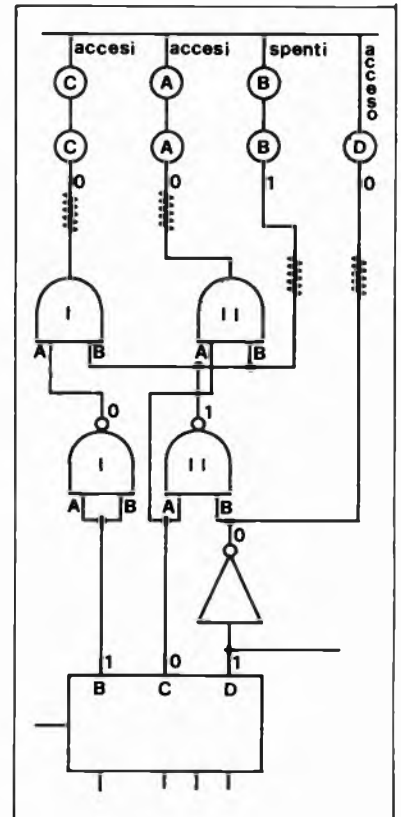 accesi accesi spenti acceso
C A B
C A B D
0 0 1 0
I II
A B A B
0 1
I II
A B A B
0
1 0 1
B C D